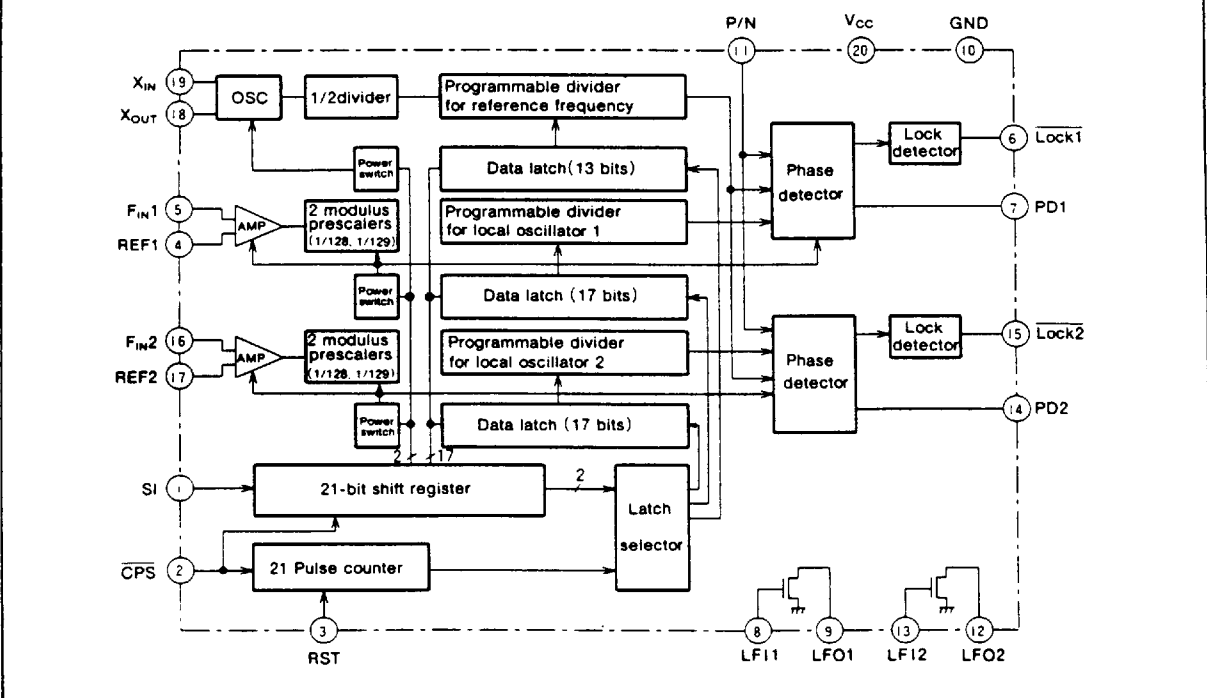 P/N
Vcc
GND
11
20
10
XIN
19
OSC
1/2divider
Programmable divider
for reference frequency
XOUT
18
Lock
detector
6
Lock1
Power
switch
Data latch(13 bits)
Phase
detector
FIN1
5
AMP
2 modulus
prescalers
(1/128, 1/129)
Programmable divider
for local oscillator 1
7
PD1
REF1
4
Power
switch
Data latch (17 bits)
FIN2
16
AMP
2 modulus
prescalers
(1/128, 1/129)
Programmable divider
for local oscillator 2
Phase
detector
Lock
detector
15
Lock2
REF2
17
Power
switch
Data latch (17 bits)
14
PD2
2
17
SI
1
21-bit shift register
2
Latch
selector
CPS
2
21 Pulse counter
3
RST
8
9
13
12
LFI1
LFO1
LFI2
LFO2